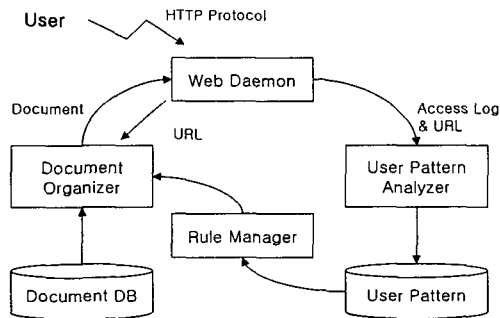 User
HTTP Protocol
Web Daemon
Document
URL
Access Log
& URL
Document
Organizer
User Pattern
Analyzer
Rule Manager
Document DB
User Pattern